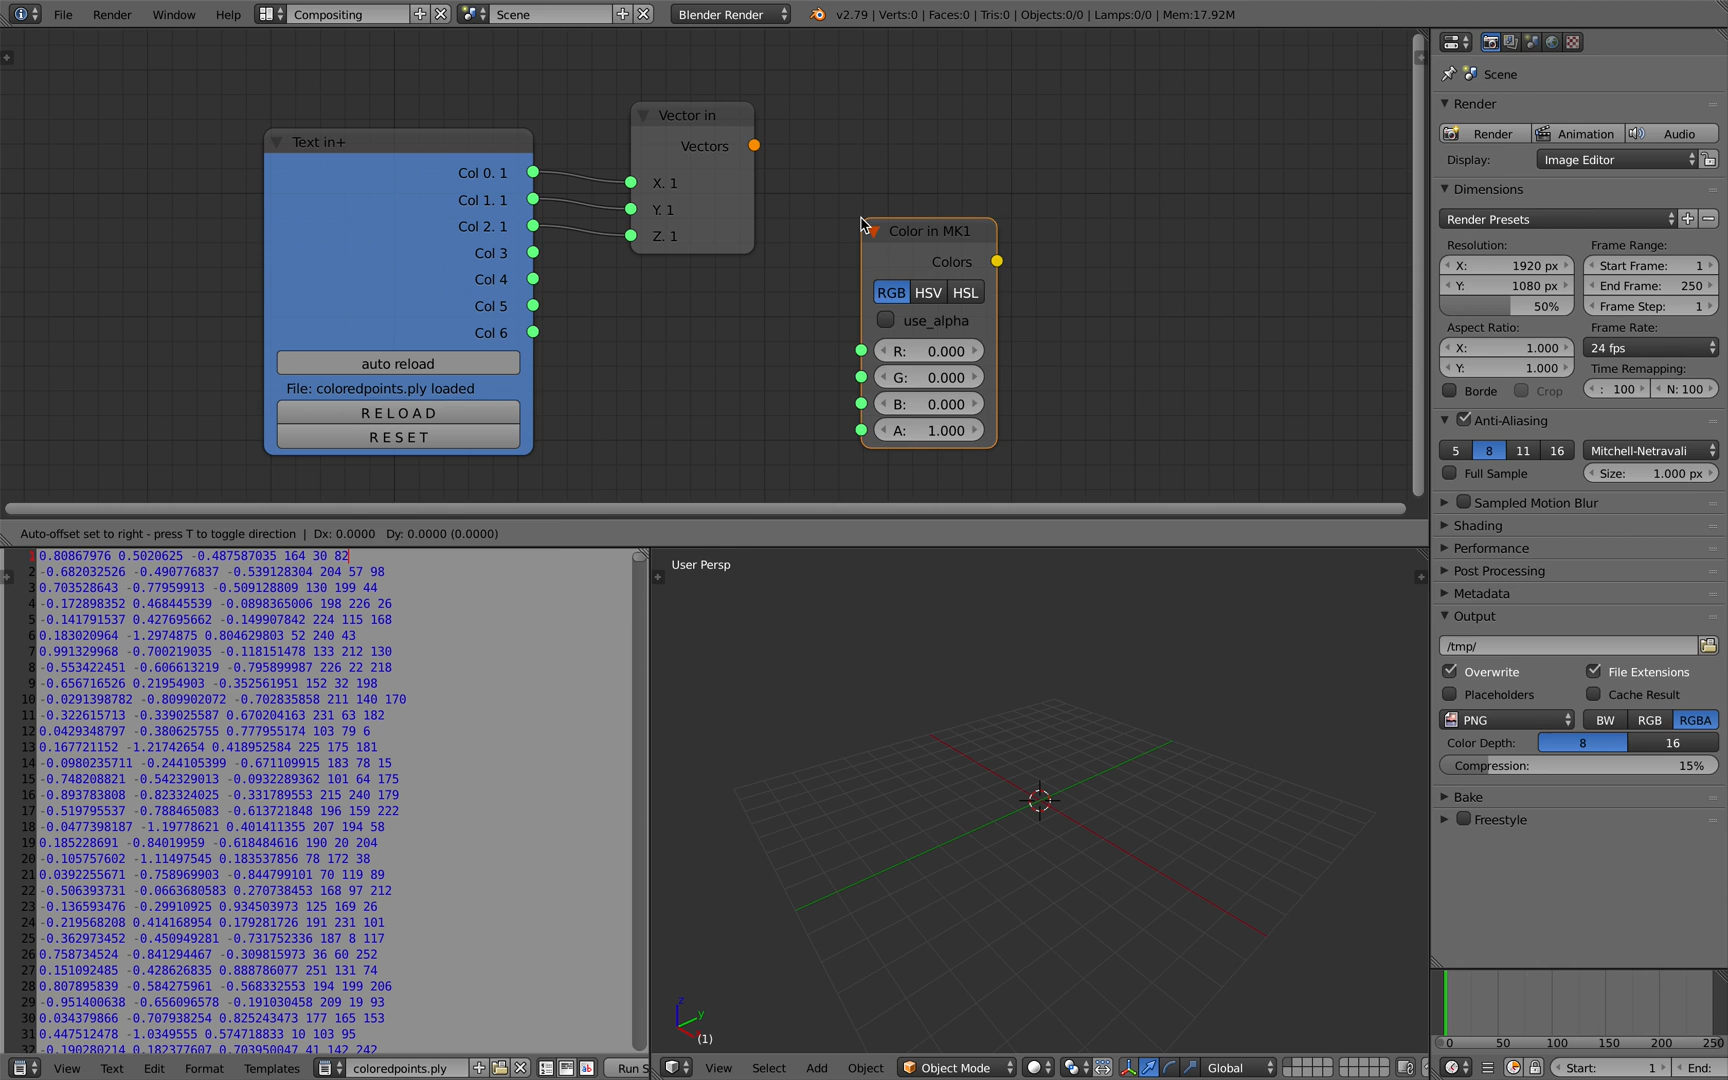 File Render Window Help Compositing Scene Blender Render v2.79 | Verts:0 | Faces:0 | Tris:0 | Objects:0/0 | Lamps:0/0 | Mem:17.92M
Text in+
Col 0. 1
Col 1. 1
Col 2. 1
Col 3
Col 4
Col 5
Col 6
auto reload
File: coloredpoints.ply loaded
R E L O A D
R E S E T
Vector in
Vectors
X. 1
Y. 1
Z. 1
Color in MK1
Colors
RGB HSV HSL
use_alpha
R: 0.000
G: 0.000
B: 0.000
A: 1.000
Auto-offset set to right - press T to toggle direction | Dx: 0.0000 Dy: 0.0000 (0.0000)
1 0.80867976 0.5020625 -0.487587035 164 30 82
2 -0.682032526 -0.490776837 -0.539128304 204 57 98
3 0.703528643 -0.77959913 -0.509128809 130 199 44
4 -0.172898352 0.468445539 -0.0898365006 198 226 26
5 -0.141791537 0.427695662 -0.149907842 224 115 168
6 0.183020964 -1.2974875 0.804629803 52 240 43
7 0.991329968 -0.700219035 -0.118151478 133 212 130
8 -0.553422451 -0.606613219 -0.795899987 226 22 218
9 -0.656716526 0.21954903 -0.352561951 152 32 198
10 -0.0291398782 -0.809902072 -0.702835858 211 140 170
11 -0.322615713 -0.339025587 0.670204163 231 63 182
12 0.0429348797 -0.380625755 0.777955174 103 79 6
13 0.167721152 -1.21742654 0.418952584 225 175 181
14 -0.0980235711 -0.244105399 -0.671109915 183 78 15
15 -0.748208821 -0.542329013 -0.0932289362 101 64 175
16 -0.893783808 -0.823324025 -0.331789553 215 240 179
17 -0.519795537 -0.788465083 -0.613721848 196 159 222
18 -0.0477398187 -1.19778621 0.401411355 207 194 58
19 0.185228691 -0.84019959 -0.618484616 190 20 204
20 -0.105757602 -1.11497545 0.183537856 78 172 38
21 0.0392255671 -0.758969903 -0.844799101 70 119 89
22 -0.506393731 -0.0663680583 0.270738453 168 97 212
23 -0.136593476 -0.29910925 0.934503973 125 169 26
24 -0.219568208 0.414168954 0.179281726 191 231 101
25 -0.362973452 -0.450949281 -0.731752336 187 8 117
26 0.758734524 -0.841294467 -0.309815973 36 60 252
27 0.151092485 -0.428626835 0.888786077 251 131 74
28 0.807895839 -0.584275961 -0.568332553 194 199 206
29 -0.951400638 -0.656096578 -0.191030458 209 19 93
30 0.034379866 -0.707938254 0.825243473 177 165 153
31 0.447512478 -1.0349555 0.574718833 10 103 95
32 -0.190280214 0.182377607 0.703950047 41 142 242
View Text Edit Format Templates coloredpoints.ply Run S
User Persp
z
y
(1)
View Select Add Object Object Mode Global
Scene
Render
Render Animation Audio
Display: Image Editor
Dimensions
Render Presets
Resolution: Frame Range:
X: 1920 px Start Frame: 1
Y: 1080 px End Frame: 250
50% Frame Step: 1
Aspect Ratio: Frame Rate:
X: 1.000 24 fps
Y: 1.000 Time Remapping:
Borde Crop : 100 N: 100
Anti-Aliasing
5 8 11 16 Mitchell-Netravali
Full Sample Size: 1.000 px
Sampled Motion Blur
Shading
Performance
Post Processing
Metadata
Output
/tmp/
Overwrite File Extensions
Placeholders Cache Result
PNG BW RGB RGBA
Color Depth: 8 16
Compression: 15%
Bake
Freestyle
0 50 100 150 200 250
Start: 1 End: